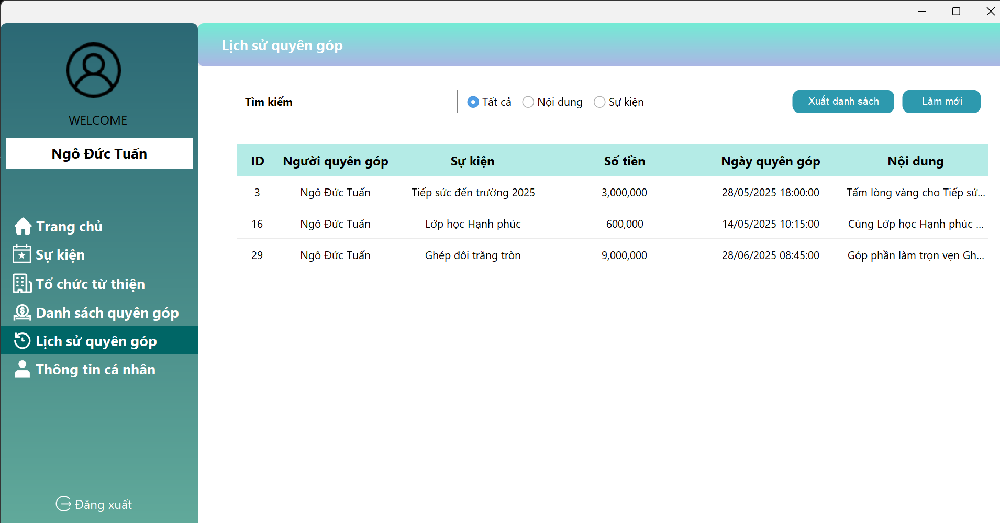 Lịch sử quyên góp
WELCOME
Ngô Đức Tuấn
Trang chủ
Sự kiện
Tổ chức từ thiện
Danh sách quyên góp
Lịch sử quyên góp
Thông tin cá nhân
Đăng xuất
Tìm kiếm Tất cả Nội dung Sự kiện Xuất danh sách Làm mới
ID Người quyên góp Sự kiện Số tiền Ngày quyên góp Nội dung
3 Ngô Đức Tuấn Tiếp sức đến trường 2025 3,000,000 28/05/2025 18:00:00 Tấm lòng vàng cho Tiếp sứ...
16 Ngô Đức Tuấn Lớp học Hạnh phúc 600,000 14/05/2025 10:15:00 Cùng Lớp học Hạnh phúc ...
29 Ngô Đức Tuấn Ghép đôi trăng tròn 9,000,000 28/06/2025 08:45:00 Góp phần làm trọn vẹn Gh...